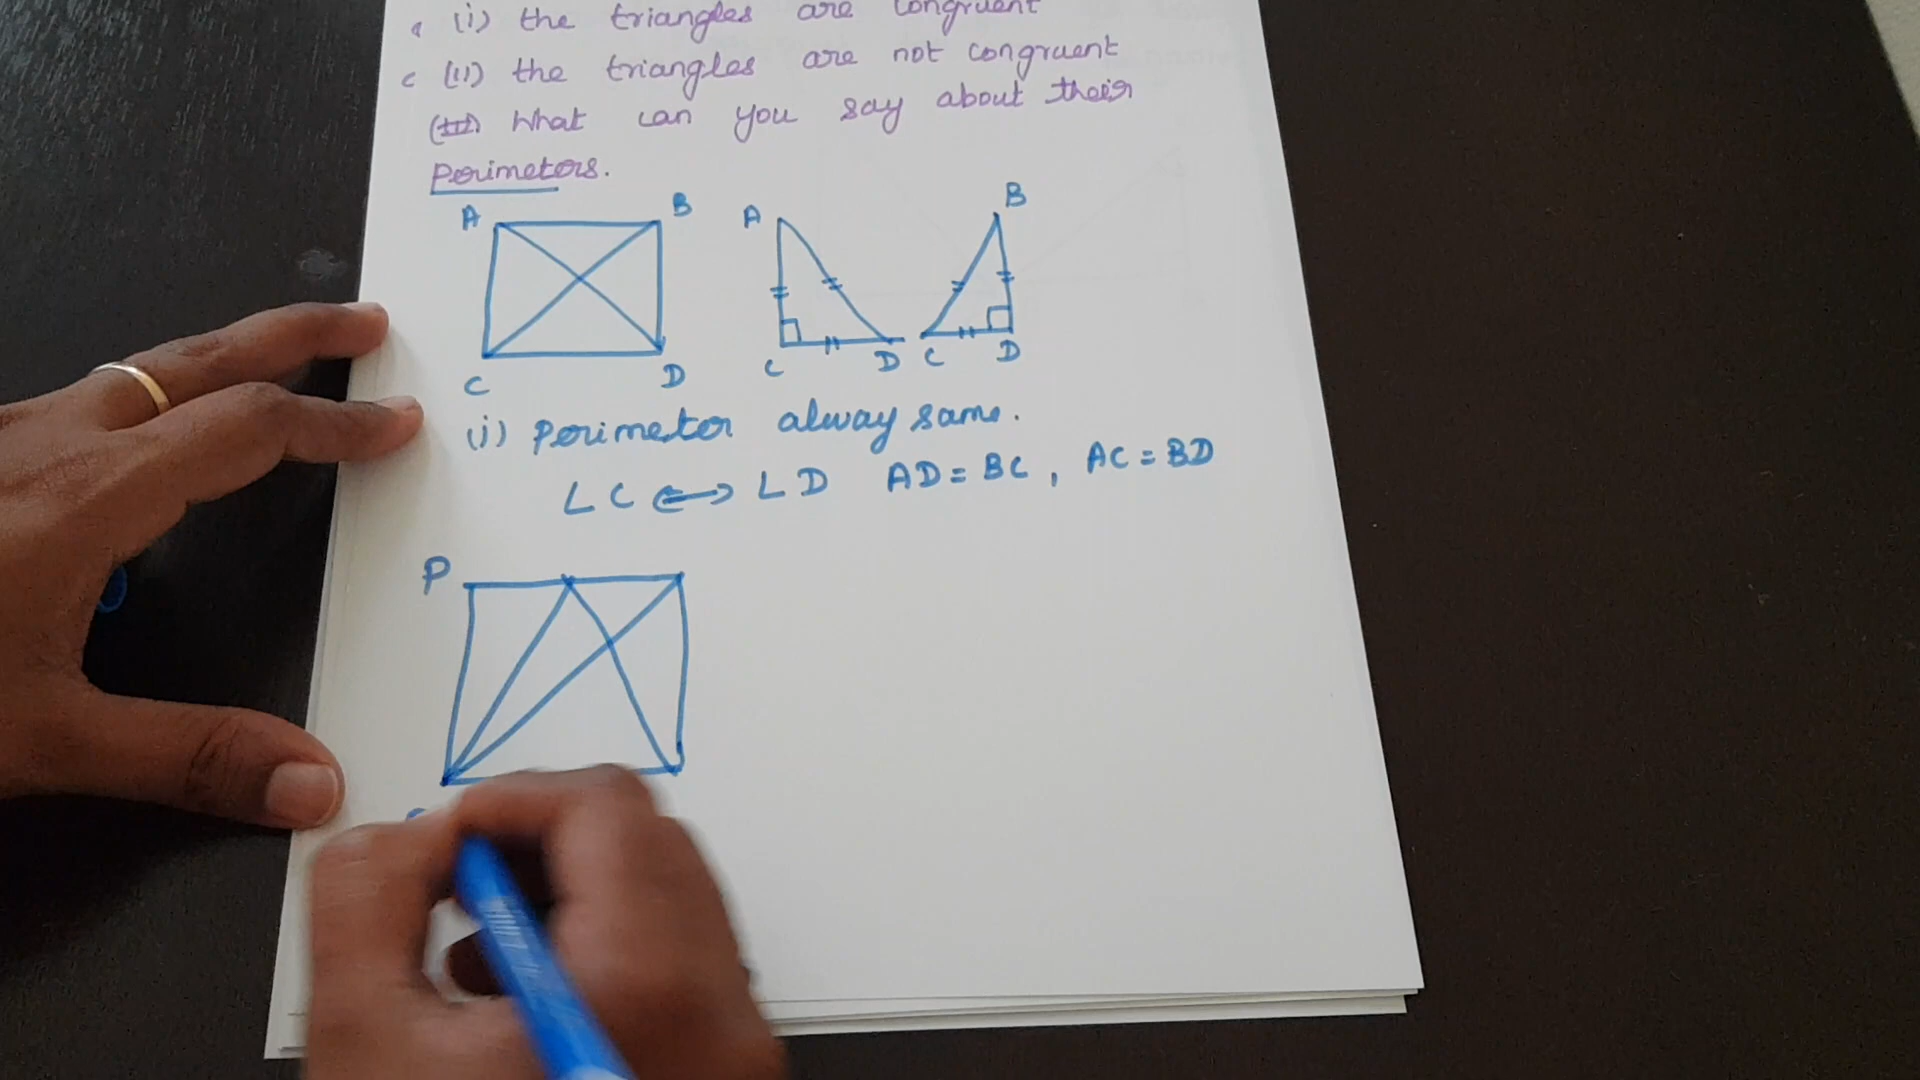 (i) the triangles are congruent
(ii) the triangles are not congruent
(iii) What can you say about their
Perimeters.
A B A B
C D C D C D
(i) Perimeter alway same.
∠C ⟷ ∠D AD = BC, AC = BD
P